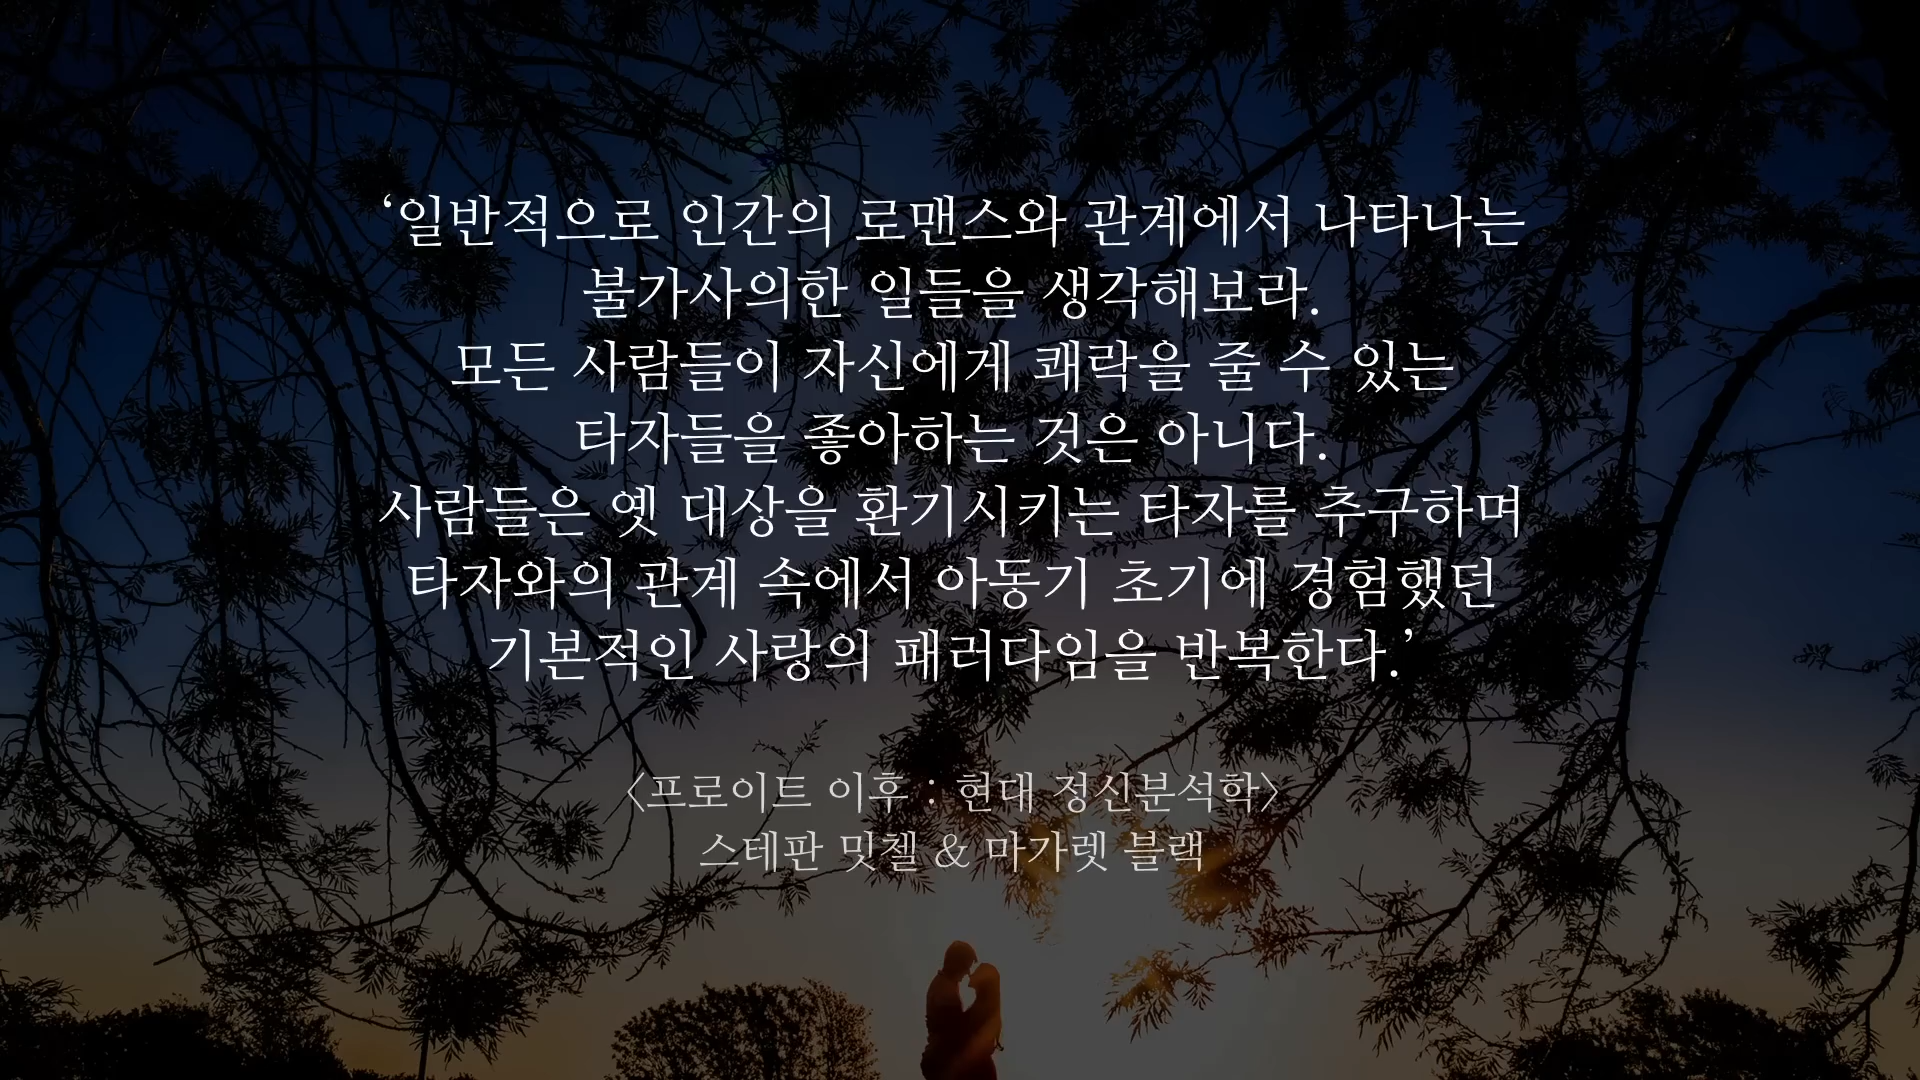 ‘일반적으로 인간의 로맨스와 관계에서 나타나는
불가사의한 일들을 생각해보라.
모든 사람들이 자신에게 쾌락을 줄 수 있는
타자들을 좋아하는 것은 아니다.
사람들은 옛 대상을 환기시키는 타자를 추구하며
타자와의 관계 속에서 아동기 초기에 경험했던
기본적인 사랑의 패러다임을 반복한다.’
〈프로이트 이후 : 현대 정신분석학〉
스테판 밋첼 & 마가렛 블랙